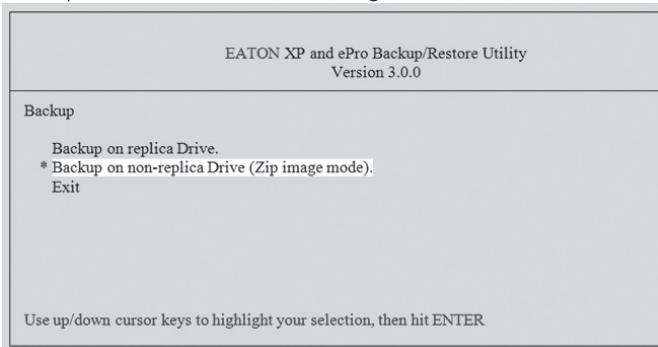 EATON XP and ePro Backup/Restore Utility
Version 3.0.0
Backup
Backup on replica Drive.
* Backup on non-replica Drive (Zip image mode).
Exit
Use up/down cursor keys to highlight your selection, then hit ENTER